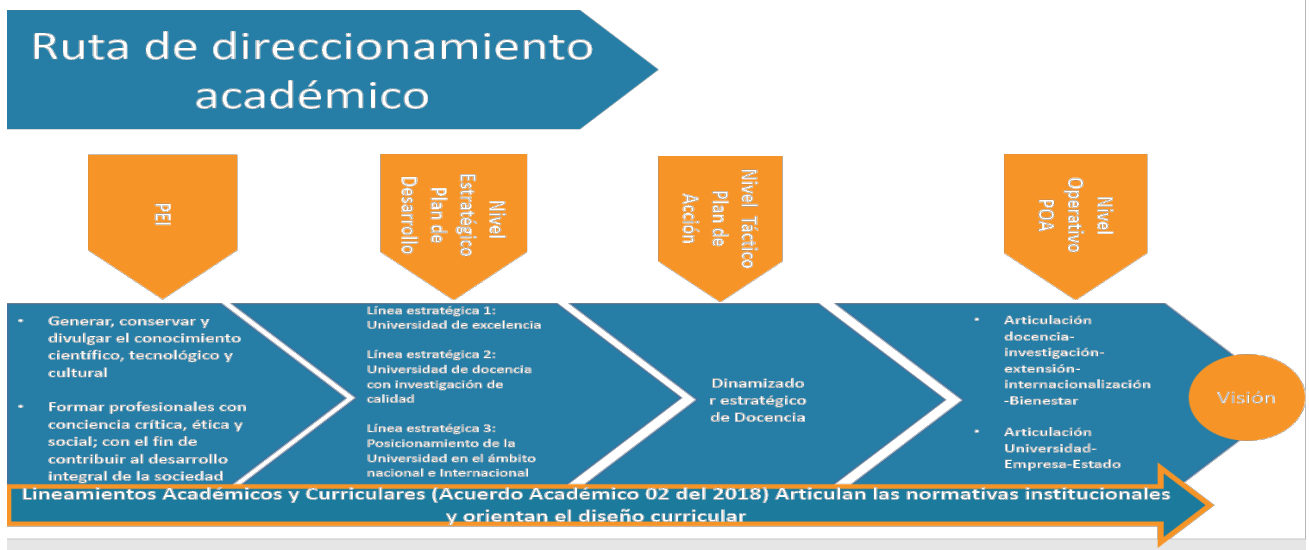 Ruta de direccionamiento
académico
PEI
Nivel
Estratégico
Plan de
Desarrollo
Nivel Táctico
Plan de
Acción
Nivel
Operativo
POA
• Generar, conservar y
divulgar el conocimiento
científico, tecnológico y
cultural
• Formar profesionales con
conciencia crítica, ética y
social; con el fin de
contribuir al desarrollo
integral de la sociedad
Línea estratégica 1:
Universidad de excelencia
Línea estratégica 2:
Universidad de docencia
con investigación de
calidad
Línea estratégica 3:
Posicionamiento de la
Universidad en el ámbito
nacional e Internacional
Dinamizado
r estratégico
de Docencia
• Articulación
docencia-
investigación-
extensión-
internacionalización
-Bienestar
• Articulación
Universidad-
Empresa-Estado
Visión
Lineamientos Académicos y Curriculares (Acuerdo Académico 02 del 2018) Articulan las normativas institucionales
y orientan el diseño curricular